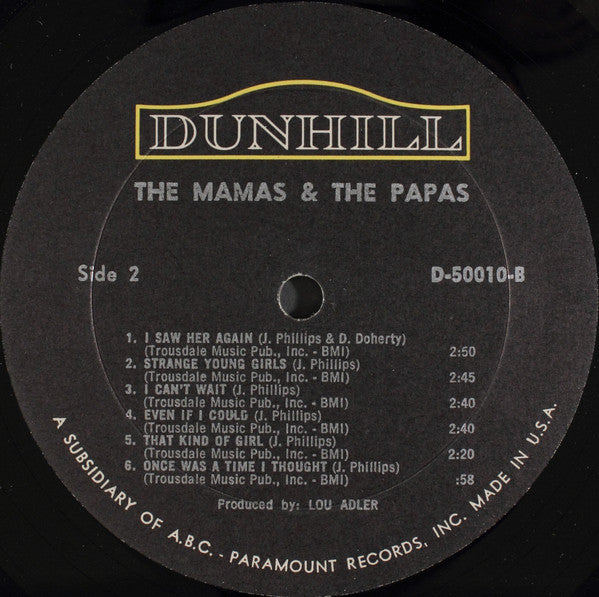 DUNHILL
THE MAMAS & THE PAPAS
Side 2 D-50010-B
1. I SAW HER AGAIN (J. Phillips & D. Doherty)
(Trousdale Music Pub., Inc. - BMI) 2:50
2. STRANGE YOUNG GIRLS (J. Phillips)
(Trousdale Music Pub., Inc. - BMI) 2:45
3. I CAN'T WAIT (J. Phillips)
(Trousdale Music Pub., Inc. - BMI) 2:40
4. EVEN IF I COULD (J. Phillips)
(Trousdale Music Pub., Inc. - BMI) 2:40
5. THAT KIND OF GIRL (J. Phillips)
(Trousdale Music Pub., Inc. - BMI) 2:20
6. ONCE WAS A TIME I THOUGHT (J. Phillips)
(Trousdale Music Pub., Inc. - BMI) :58
Produced by: LOU ADLER
A SUBSIDIARY OF A.B.C. - PARAMOUNT RECORDS, INC. MADE IN U.S.A.